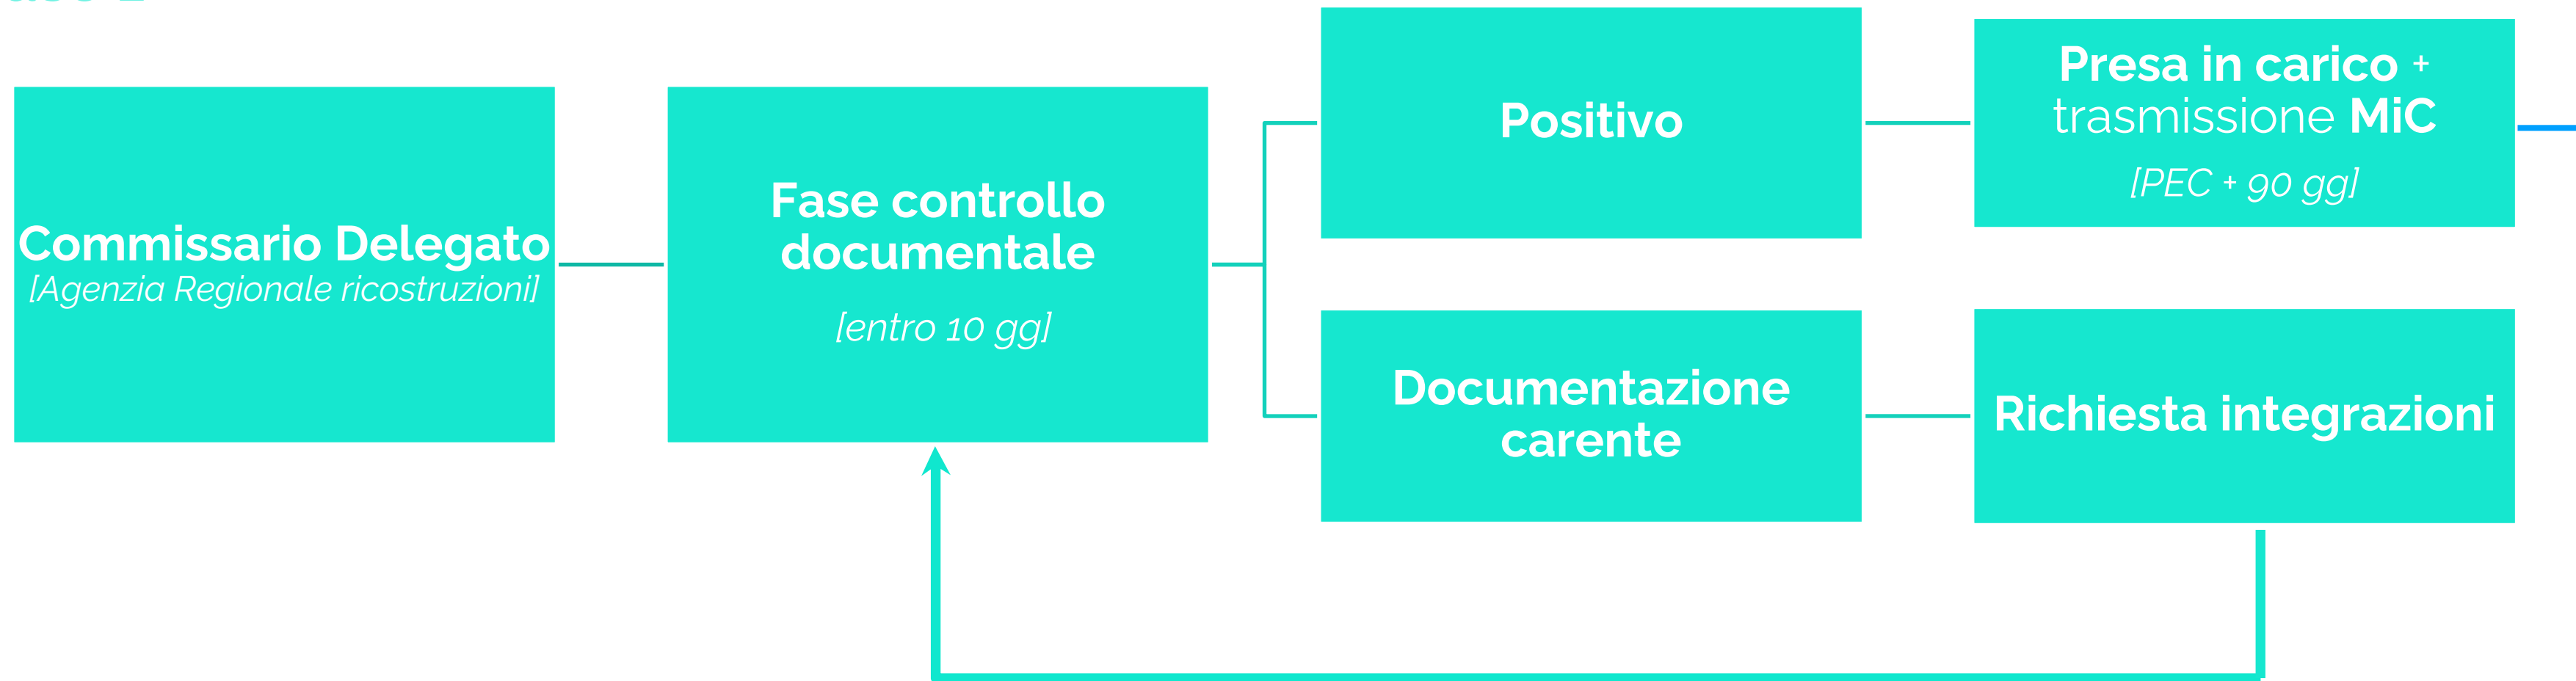 Commissario Delegato
[Agenzia Regionale ricostruzioni]
Fase controllo
documentale
[entro 10 gg]
Positivo
Documentazione
carente
Presa in carico +
trasmissione MiC
[PEC + 90 gg]
Richiesta integrazioni